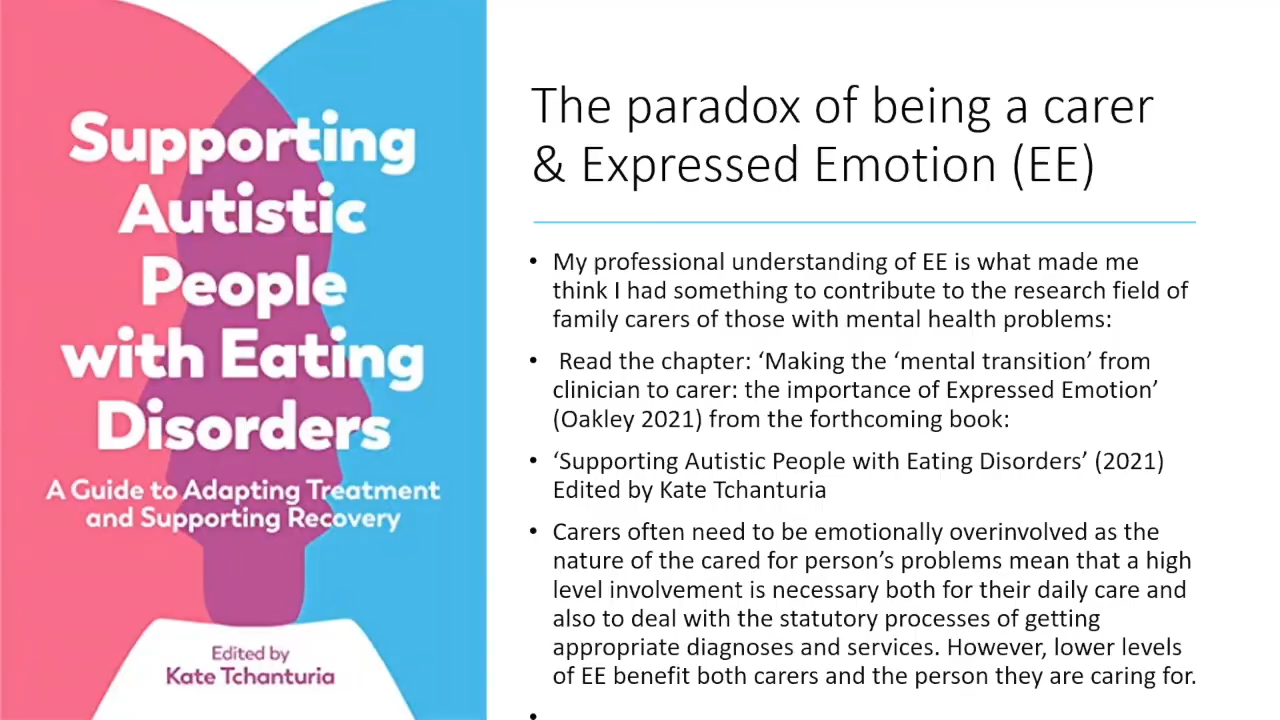 Supporting
Autistic
People
with Eating
Disorders
A Guide to Adapting Treatment
and Supporting Recovery
Edited by
Kate Tchanturia
The paradox of being a carer
& Expressed Emotion (EE)
• My professional understanding of EE is what made me
think I had something to contribute to the research field of
family carers of those with mental health problems:
• Read the chapter: ‘Making the ‘mental transition’ from
clinician to carer: the importance of Expressed Emotion’
(Oakley 2021) from the forthcoming book:
• ‘Supporting Autistic People with Eating Disorders’ (2021)
Edited by Kate Tchanturia
• Carers often need to be emotionally overinvolved as the
nature of the cared for person’s problems mean that a high
level involvement is necessary both for their daily care and
also to deal with the statutory processes of getting
appropriate diagnoses and services. However, lower levels
of EE benefit both carers and the person they are caring for.
•